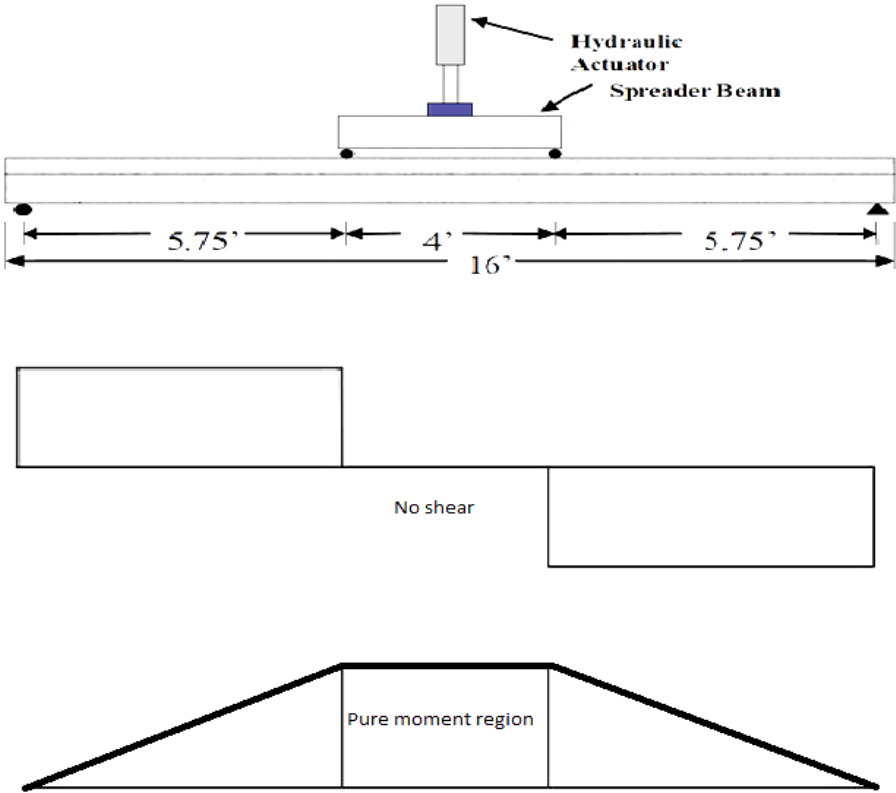 Hydraulic
Actuator
Spreader Beam
5.75’ 4’ 5.75’
16’
No shear
Pure moment region